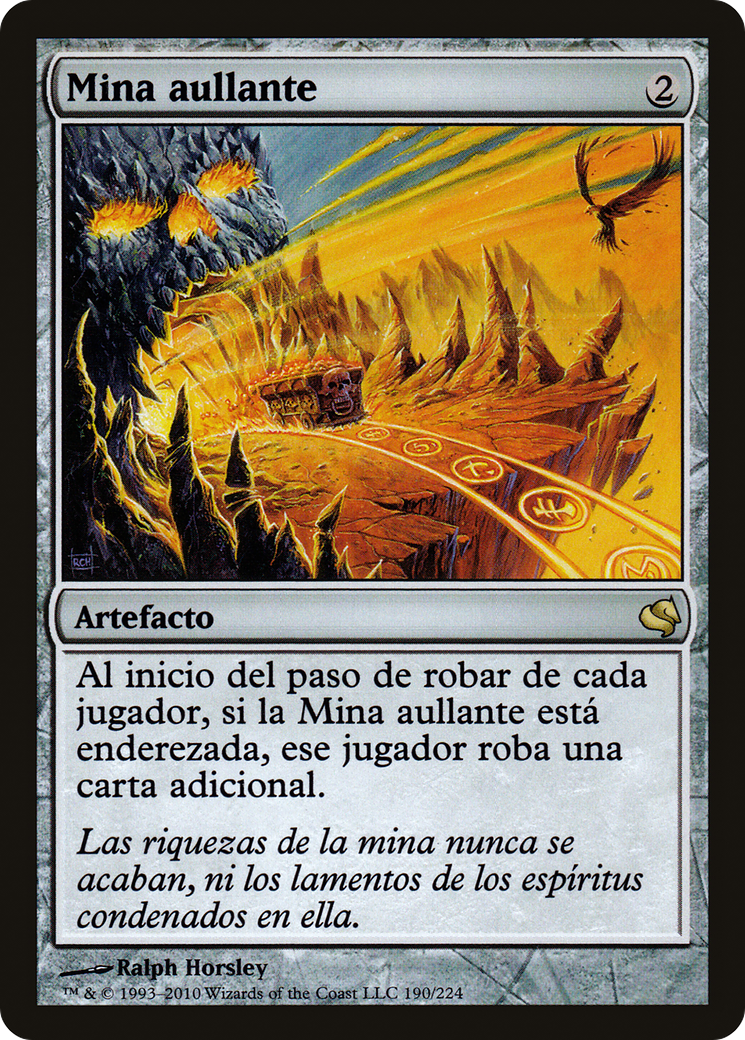 Mina aullante
2
RCH
Artefacto
Al inicio del paso de robar de cada
jugador, si la Mina aullante está
enderezada, ese jugador roba una
carta adicional.
Las riquezas de la mina nunca se
acaban, ni los lamentos de los espíritus
condenados en ella.
Ralph Horsley
™ & © 1993–2010 Wizards of the Coast LLC 190/224